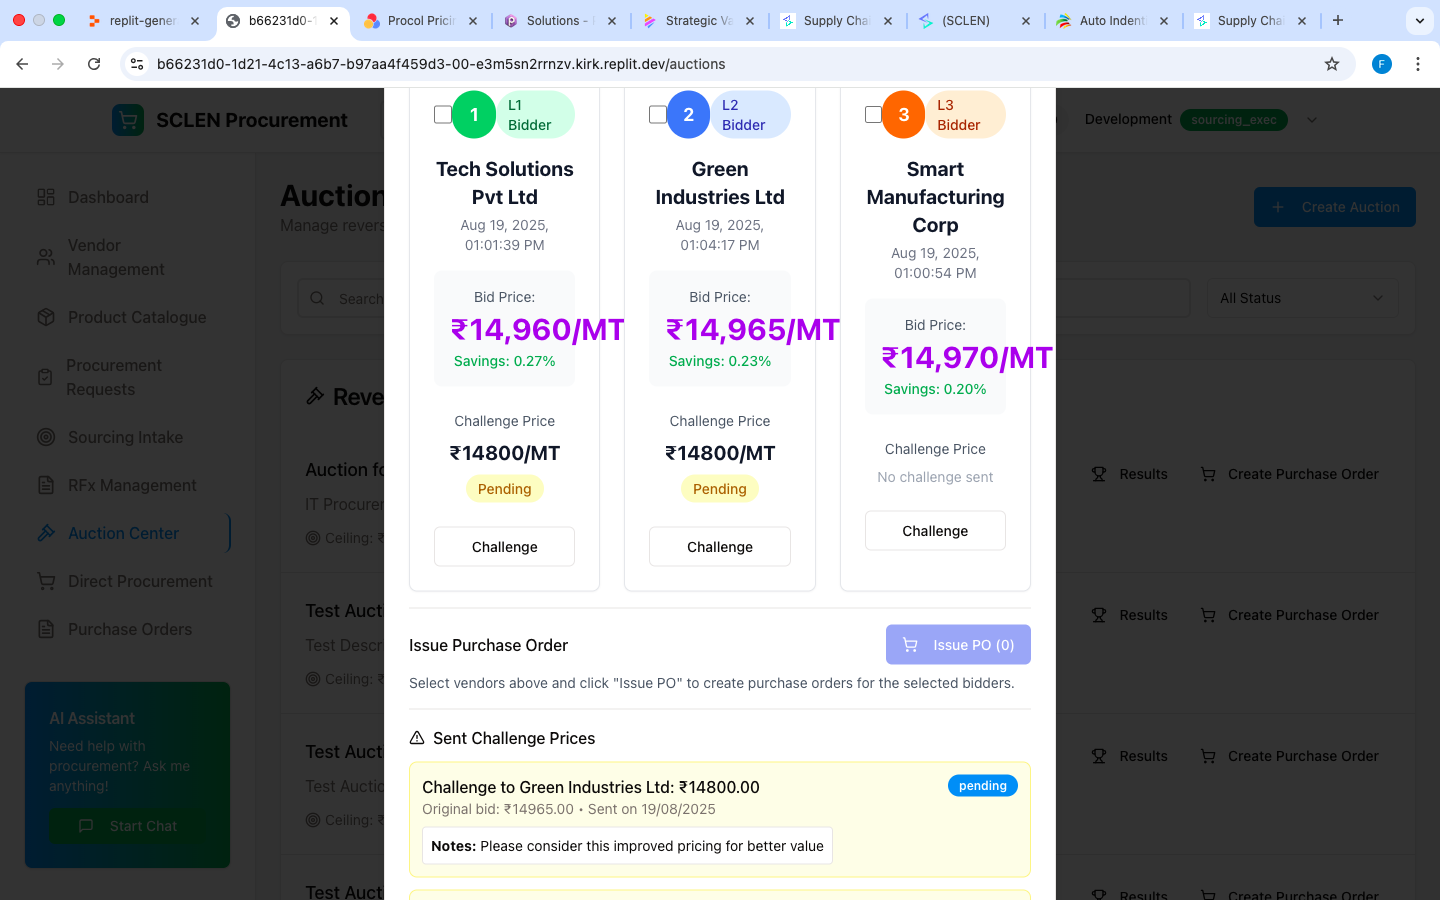 replit-gene
b66231d0-1
Procol Prici
Solutions -
Strategic Va
Supply Cha
(SCLEN)
Auto Indent
Supply Cha
b66231d0-1d21-4c13-a6b7-b97aa4f459d3-00-e3m5sn2rrnzv.kirk.replit.dev/auctions
F
SCLEN Procurement
Development
sourcing_exec
Dashboard
Vendor
Management
Product Catalogue
Procurement
Requests
Sourcing Intake
RFx Management
Auction Center
Direct Procurement
Purchase Orders
AI Assistant
Need help with
procurement? Ask me
anything!
Start Chat
Auction
Manage revers
Create Auction
Search
All Status
Reve
Auction fo
IT Procurer
Ceiling: ₹
Results
Create Purchase Order
Test Auct
Test Descr
Ceiling: ₹
Results
Create Purchase Order
Test Auct
Test Auctio
Ceiling: ₹
Results
Create Purchase Order
Test Auct
Results
Create Purchase Order
1
L1
Bidder
Tech Solutions
Pvt Ltd
Aug 19, 2025,
01:01:39 PM
Bid Price:
₹14,960/MT
Savings: 0.27%
Challenge Price
₹14800/MT
Pending
Challenge
2
L2
Bidder
Green
Industries Ltd
Aug 19, 2025,
01:04:17 PM
Bid Price:
₹14,965/MT
Savings: 0.23%
Challenge Price
₹14800/MT
Pending
Challenge
3
L3
Bidder
Smart
Manufacturing
Corp
Aug 19, 2025,
01:00:54 PM
Bid Price:
₹14,970/MT
Savings: 0.20%
Challenge Price
No challenge sent
Challenge
Issue Purchase Order
Issue PO (0)
Select vendors above and click "Issue PO" to create purchase orders for the selected bidders.
Sent Challenge Prices
Challenge to Green Industries Ltd: ₹14800.00
pending
Original bid: ₹14965.00 • Sent on 19/08/2025
Notes: Please consider this improved pricing for better value